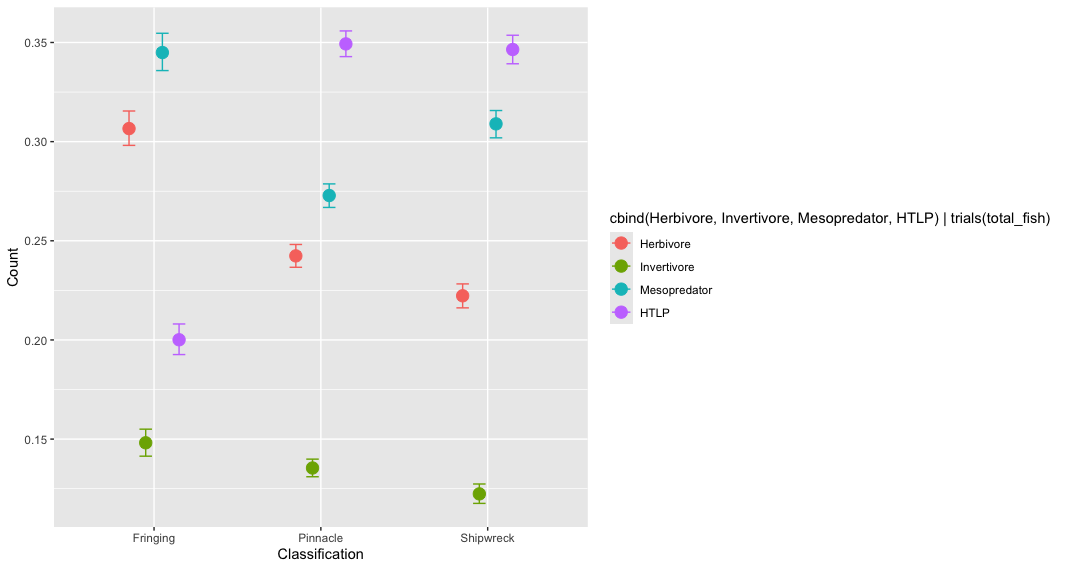 0.35
0.30
0.25
0.20
0.15
Count
Fringing Pinnacle Shipwreck
Classification
cbind(Herbivore, Invertivore, Mesopredator, HTLP) | trials(total_fish)
Herbivore
Invertivore
Mesopredator
HTLP